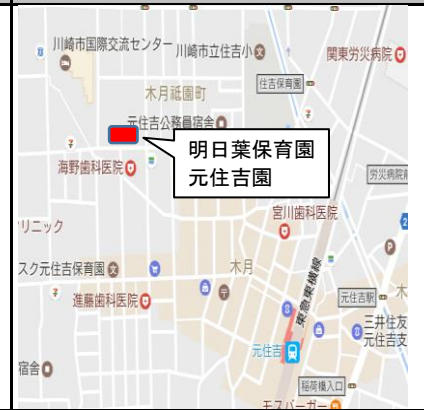 川崎市国際交流センター
川崎市立住吉小
関東労災病院
住吉保育園
木月祗園町
元住吉公務員宿舎
明日葉保育園
元住吉園
海野歯科医院
労災病院前
宮川歯科医院
リニック
スク元住吉保育園
木月
東急東横線
進藤歯科医院
元住吉駅
木
三井住友
元住吉支
元住吉
宿舎
稲荷橋入口
モスバーガー